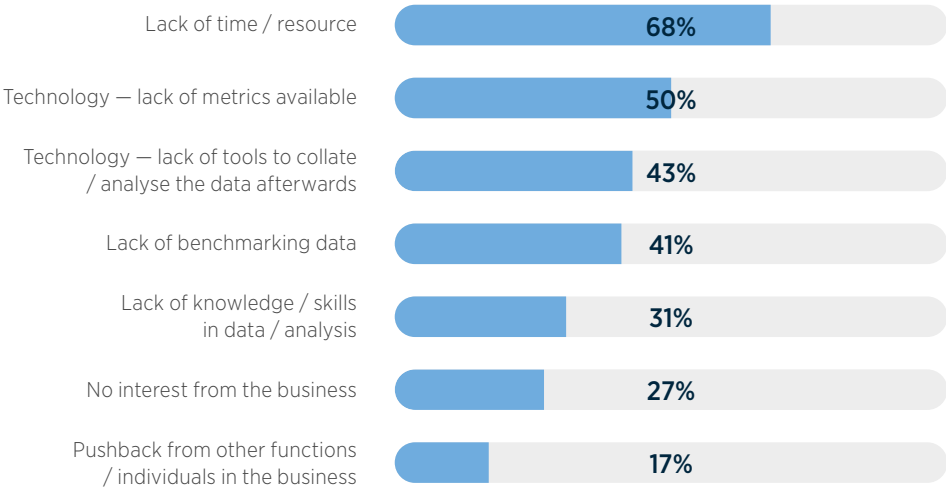 Lack of time / resource
68%
Technology — lack of metrics available
50%
Technology — lack of tools to collate
/ analyse the data afterwards
43%
Lack of benchmarking data
41%
Lack of knowledge / skills
in data / analysis
31%
No interest from the business
27%
Pushback from other functions
/ individuals in the business
17%